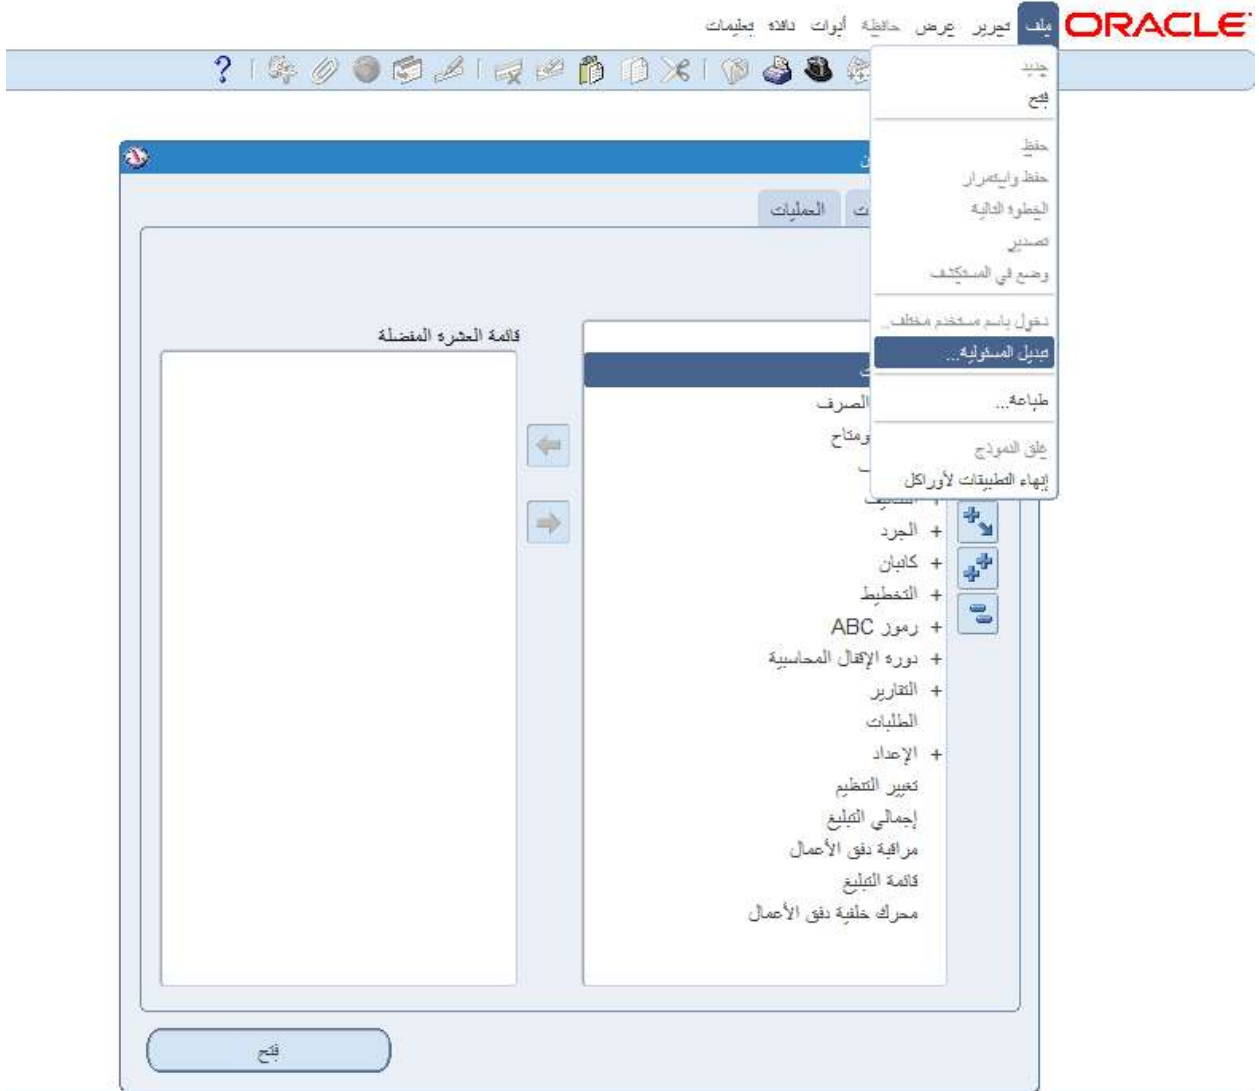 ORACLE
ملف تحرير عرض حافظة أدوات نافذة تعليمات
?
جديد
فتح
حفظ
حفظ واستمرار
الخطوة التالية
تصدير
وضع في المستكشف
دخول باسم مستخدم مختلف...
تبديل المسئولية...
طباعة...
غلق النموذج
إنهاء التطبيقات لأوراكل
العمليات
قائمة العشرة المفضلة
الصرف
ومتاح
+ الجرد
+ كانبان
+ التخطيط
+ رموز ABC
+ دورة الإقفال المحاسبية
+ التقارير
الطلبات
+ الإعداد
تغيير التنظيم
إجمالي التبليغ
مراقبة دفق الأعمال
قائمة التبليغ
محرك خلفية دفق الأعمال
فتح